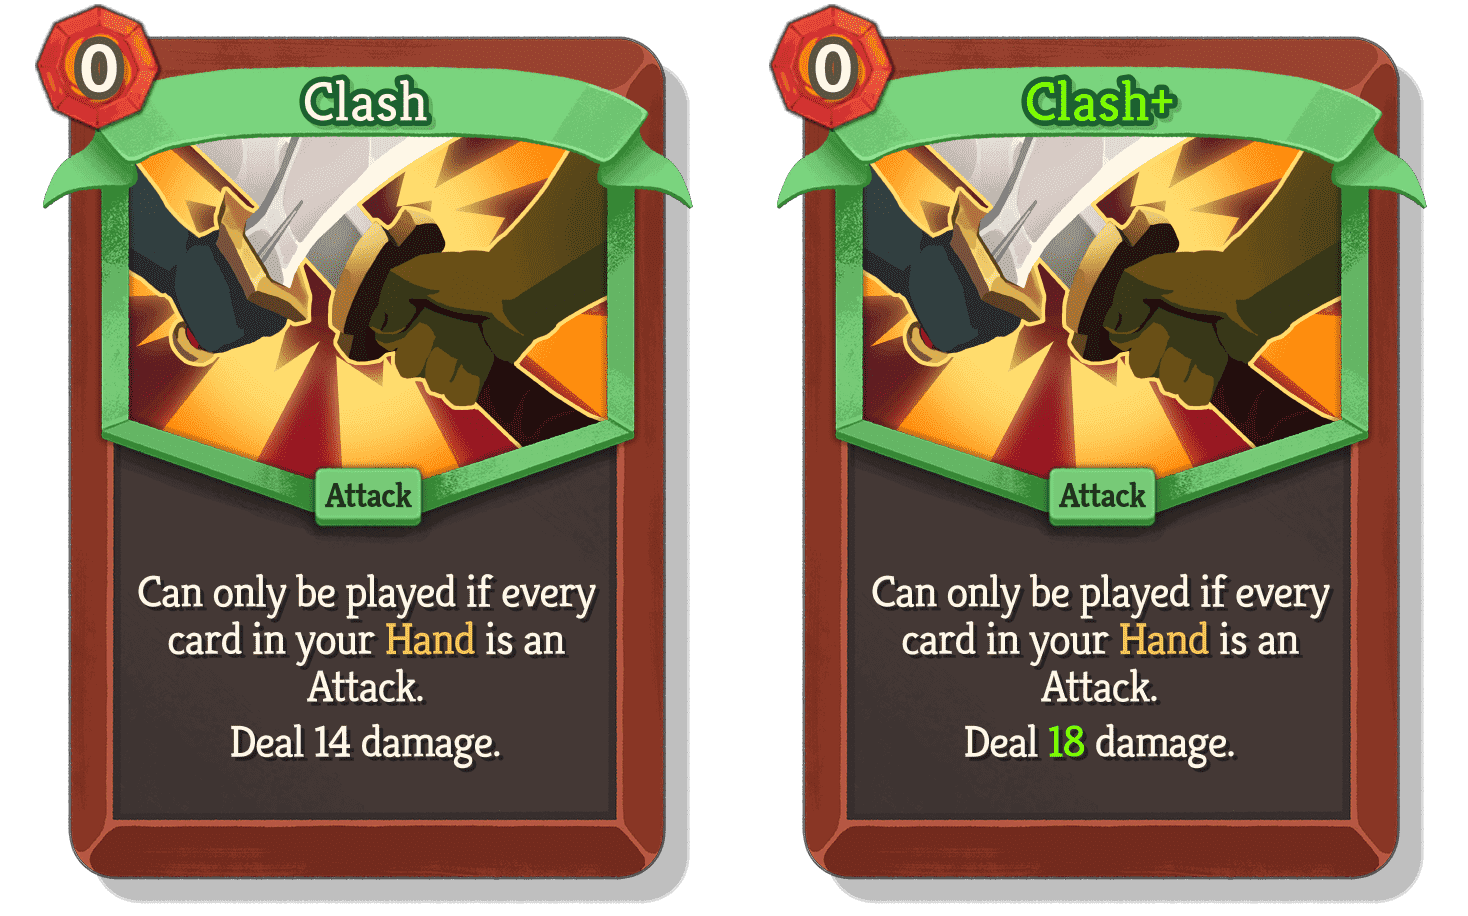 0
Clash
Attack
Can only be played if every
card in your Hand is an
Attack.
Deal 14 damage.
0
Clash+
Attack
Can only be played if every
card in your Hand is an
Attack.
Deal 18 damage.